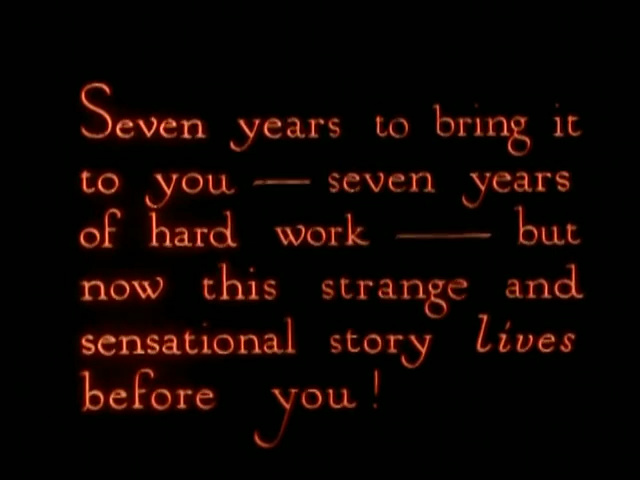 Seven years to bring it
to you — seven years
of hard work —— but
now this strange and
sensational story lives
before you!